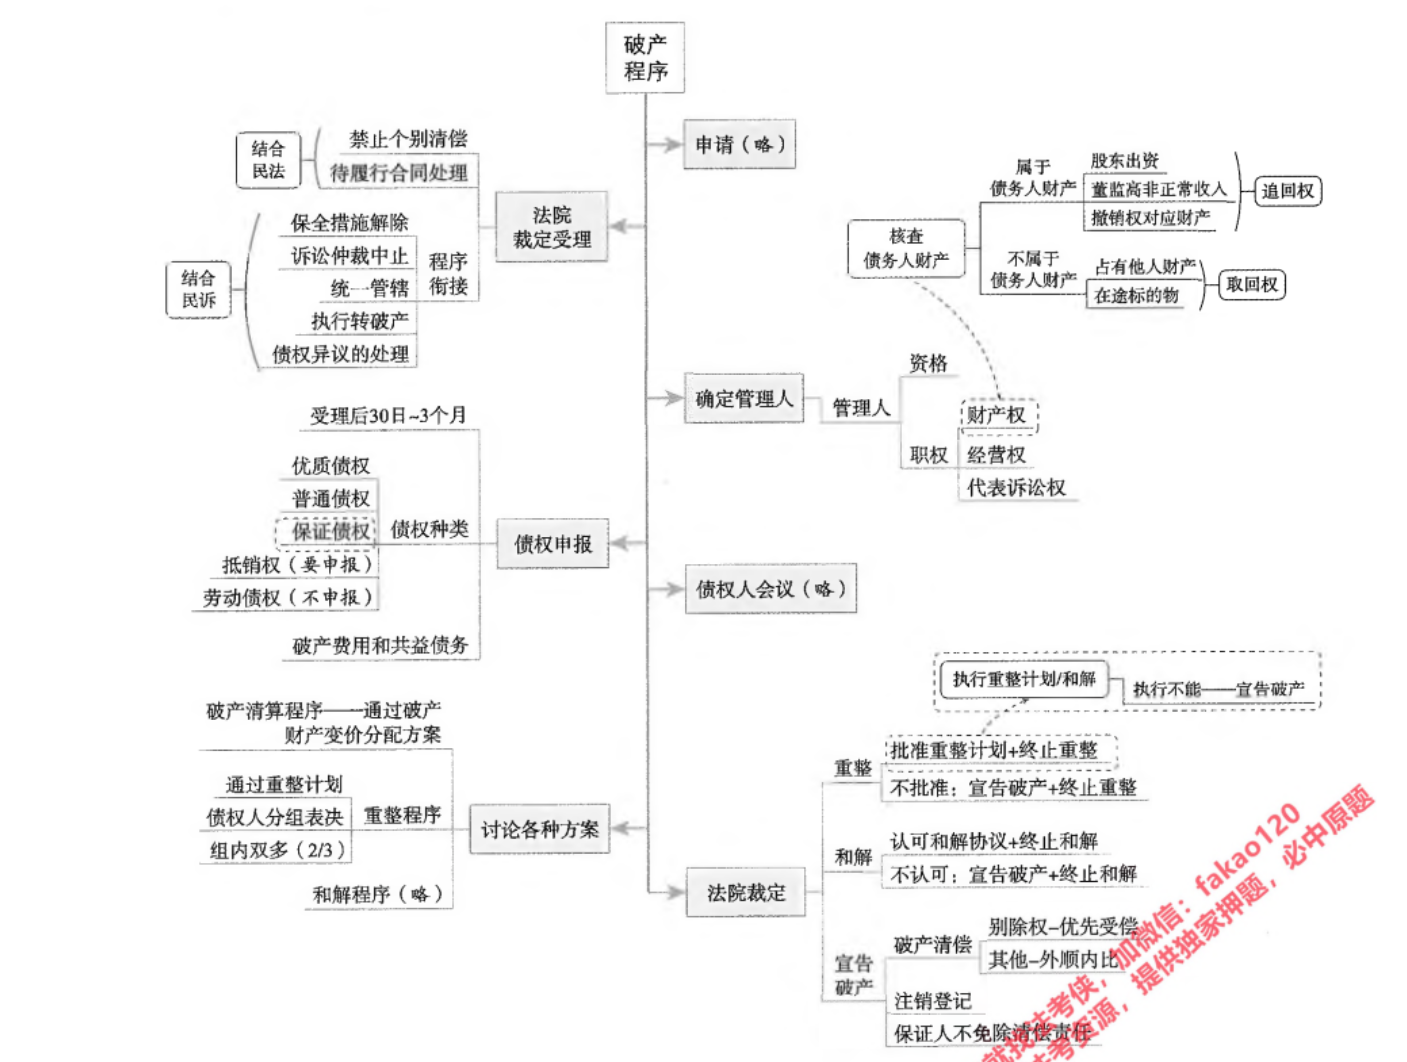 破产
程序
申请（略）
结合
民法
禁止个别清偿
待履行合同处理
法院
裁定受理
结合
民诉
保全措施解除
诉讼仲裁中止
统一管辖
执行转破产
债权异议的处理
程序
衔接
核查
债务人财产
属于
债务人财产
股东出资
董监高非正常收入
撤销权对应财产
追回权
不属于
债务人财产
占有他人财产
在途标的物
取回权
确定管理人
管理人
资格
职权
财产权
经营权
代表诉讼权
受理后30日~3个月
优质债权
普通债权
保证债权
抵销权（要申报）
劳动债权（不申报）
债权种类
破产费用和共益债务
债权申报
债权人会议（略）
破产清算程序——通过破产
财产变价分配方案
通过重整计划
债权人分组表决
组内双多（2/3）
重整程序
和解程序（略）
讨论各种方案
执行重整计划/和解
执行不能——宣告破产
法院裁定
重整
批准重整计划+终止重整
不批准：宣告破产+终止重整
和解
认可和解协议+终止和解
不认可：宣告破产+终止和解
宣告
破产
破产清偿
别除权–优先受偿
其他–外顺内比
注销登记
保证人不免除清偿责任
就找法考侠，加微信：fakao120
法考资源，提供独家押题，必中原题